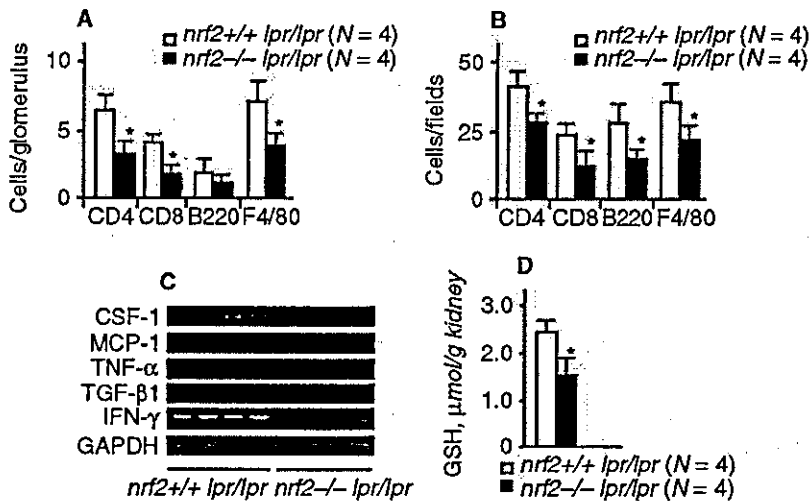 A
nrf2+/+ lpr/lpr (N = 4)
nrf2–/– lpr/lpr (N = 4)
Cells/glomerulus
10
5
0
* * *
CD4 CD8 B220 F4/80
B
nrf2+/+ lpr/lpr (N = 4)
nrf2–/– lpr/lpr (N = 4)
Cells/fields
50
25
0
* * * *
CD4 CD8 B220 F4/80
C
CSF-1
MCP-1
TNF-α
TGF-β1
IFN-γ
GAPDH
nrf2+/+ lpr/lpr nrf2–/– lpr/lpr
D
GSH, μmol/g kidney
3.0
2.0
1.0
0
*
nrf2+/+ lpr/lpr (N = 4)
nrf2–/– lpr/lpr (N = 4)